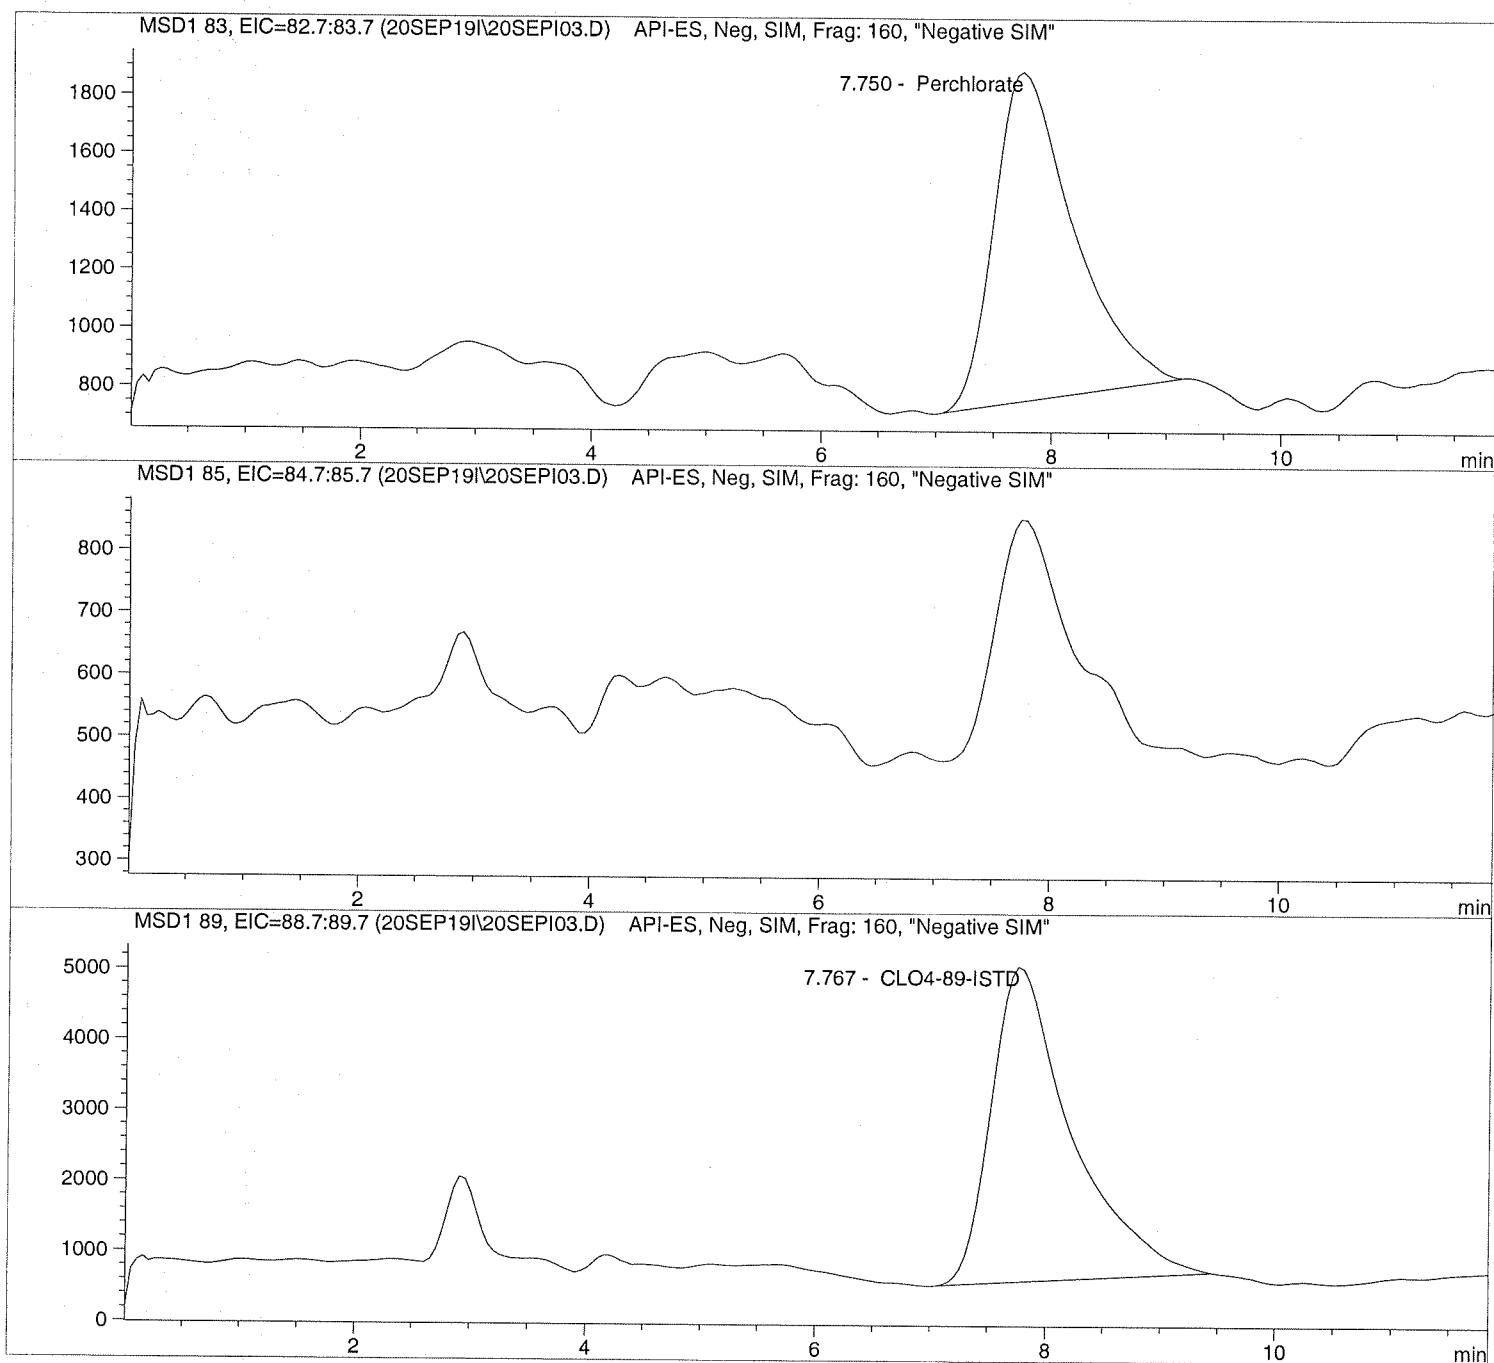 MSD1 83, EIC=82.7:83.7 (20SEP19I\20SEPI03.D) API-ES, Neg, SIM, Frag: 160, "Negative SIM"
7.750 - Perchlorate
1800
1600
1400
1200
1000
800
2 4 6 8 10 min
MSD1 85, EIC=84.7:85.7 (20SEP19I\20SEPI03.D) API-ES, Neg, SIM, Frag: 160, "Negative SIM"
800
700
600
500
400
300
2 4 6 8 10 min
MSD1 89, EIC=88.7:89.7 (20SEP19I\20SEPI03.D) API-ES, Neg, SIM, Frag: 160, "Negative SIM"
7.767 - CLO4-89-ISTD
5000
4000
3000
2000
1000
0
2 4 6 8 10 min